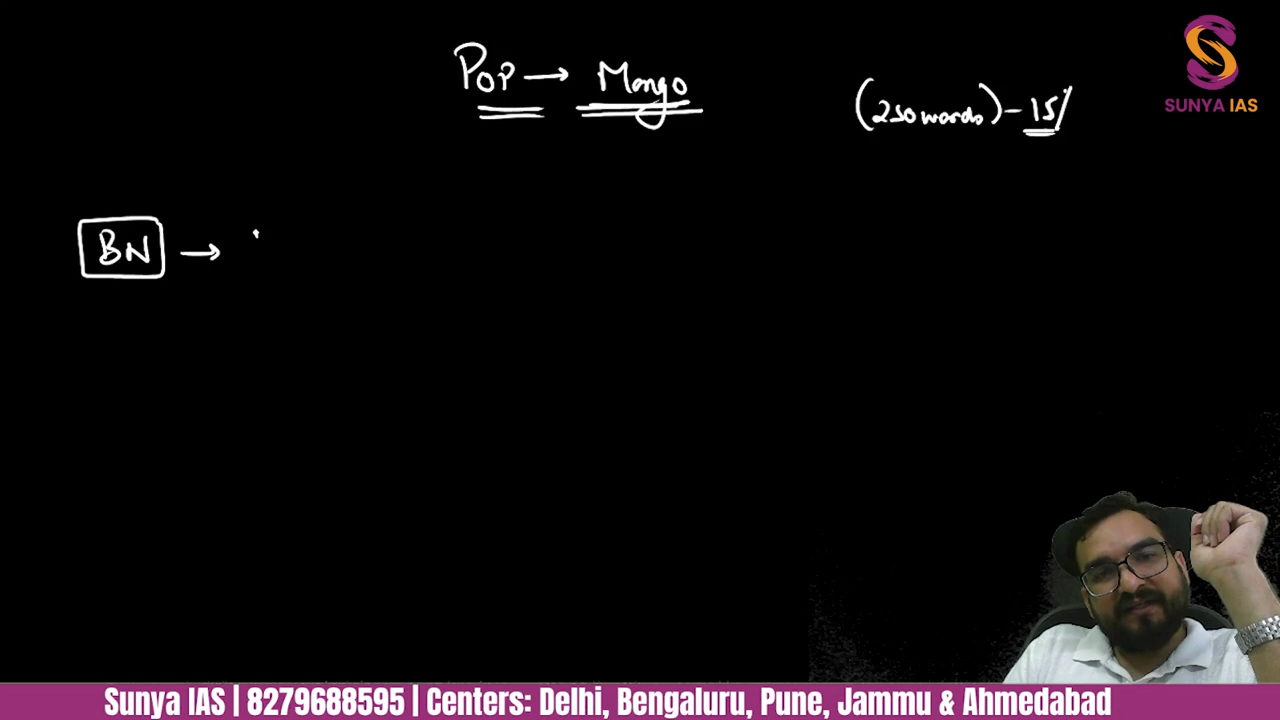 POP → Mango
(250 words) - 15/
SUNYA IAS
BN →
Sunya IAS | 8279688595 | Centers: Delhi, Bengaluru, Pune, Jammu & Ahmedabad